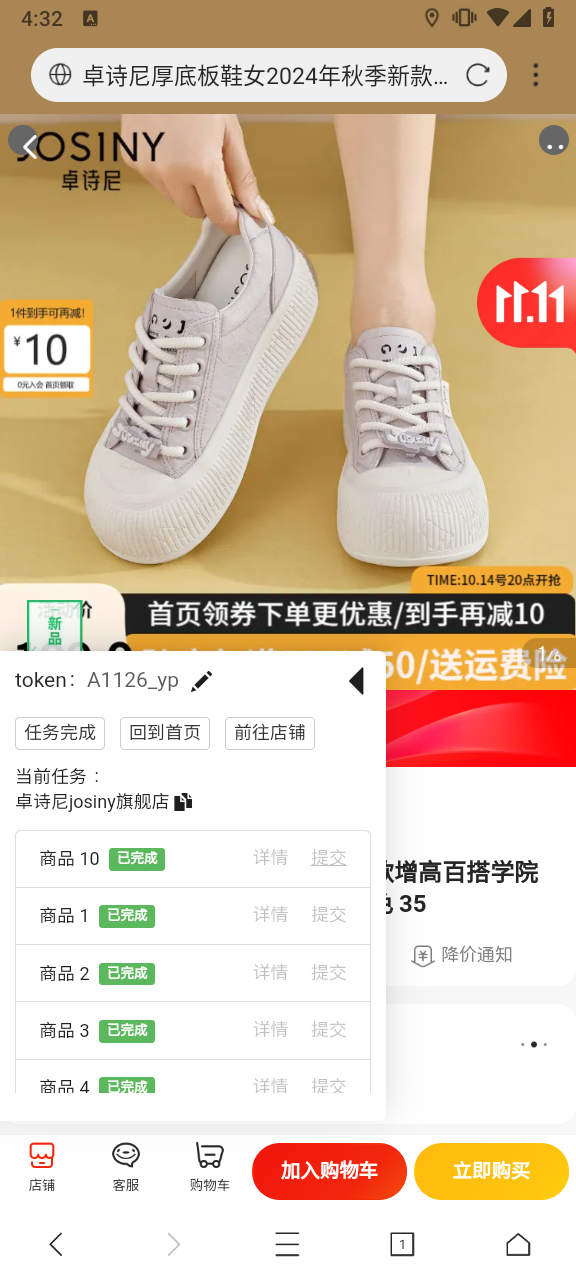 4:32
A
卓诗尼厚底板鞋女2024年秋季新款...
JOSINY
卓诗尼
11.11
1件到手可再减!
¥10
0元入会 首页领取
TIME:10.14号20点开抢
首页领券下单更优惠/到手再减10
新品
50/送运费险
1/6
token: A1126_yp
任务完成
回到首页
前往店铺
当前任务：
卓诗尼josiny旗舰店
商品 10 已完成 详情 提交
商品 1 已完成 详情 提交
商品 2 已完成 详情 提交
商品 3 已完成 详情 提交
商品 4 已完成 详情 提交
增高百搭学院
35
降价通知
店铺
客服
购物车
加入购物车
立即购买
1